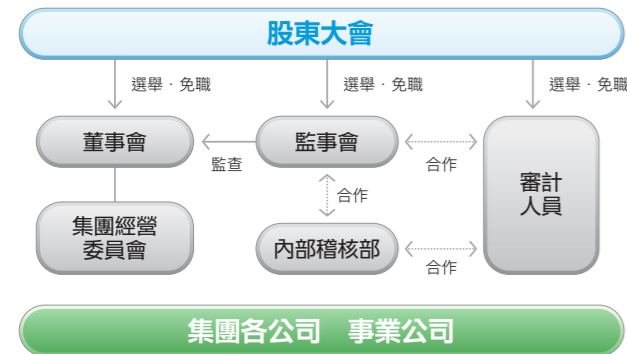 股東大會
選舉・免職
選舉・免職
選舉・免職
董事會
監查
監事會
合作
審計
人員
合作
集團經營
委員會
內部稽核部
合作
集團各公司　事業公司